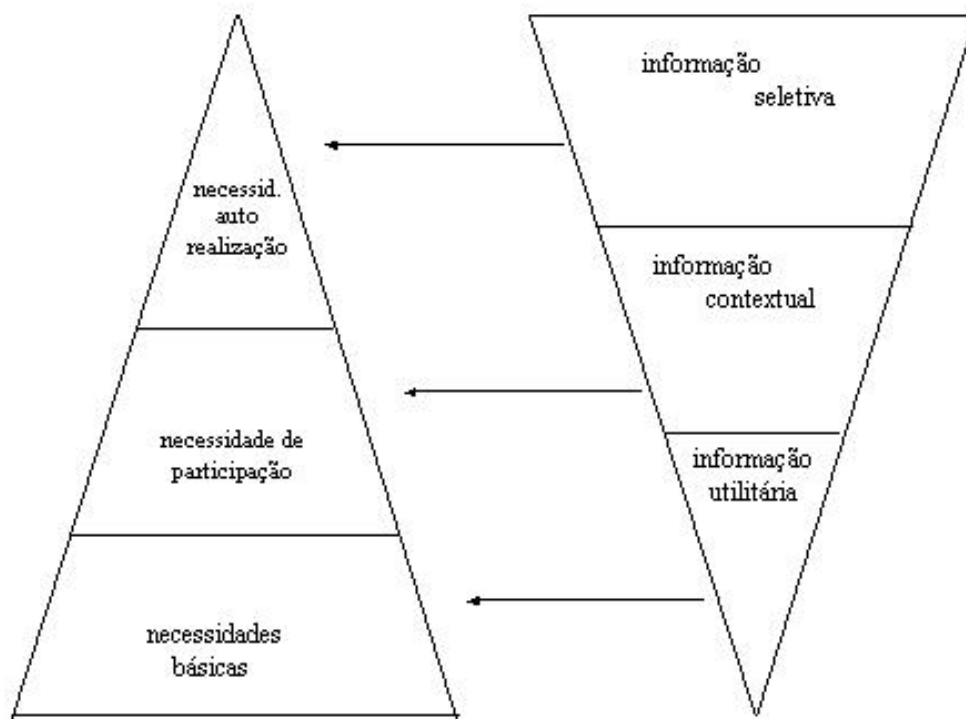 informação
seletiva
necessid.
auto
realização
informação
contextual
necessidade de
participação
informação
utilitária
necessidades
básicas